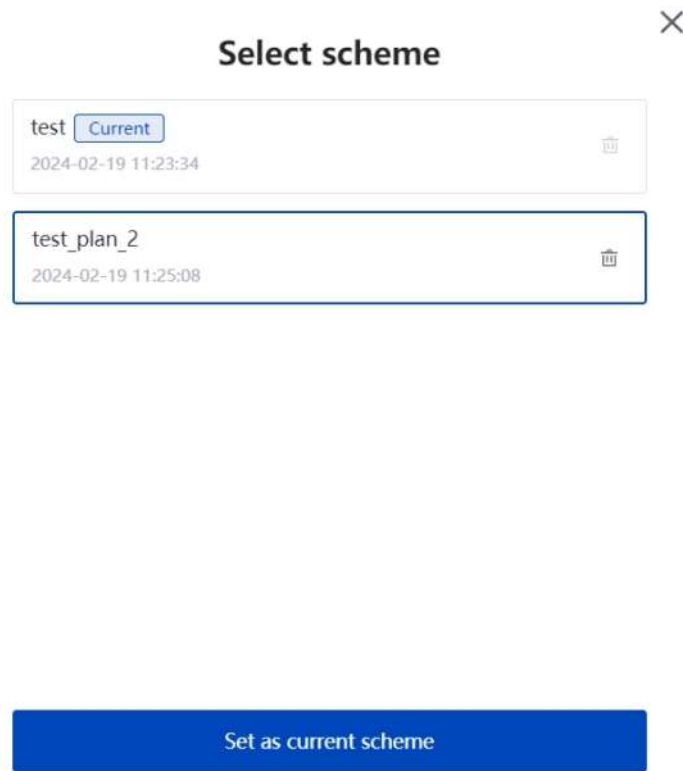 Select scheme
test Current
2024-02-19 11:23:34
test_plan_2
2024-02-19 11:25:08
Set as current scheme